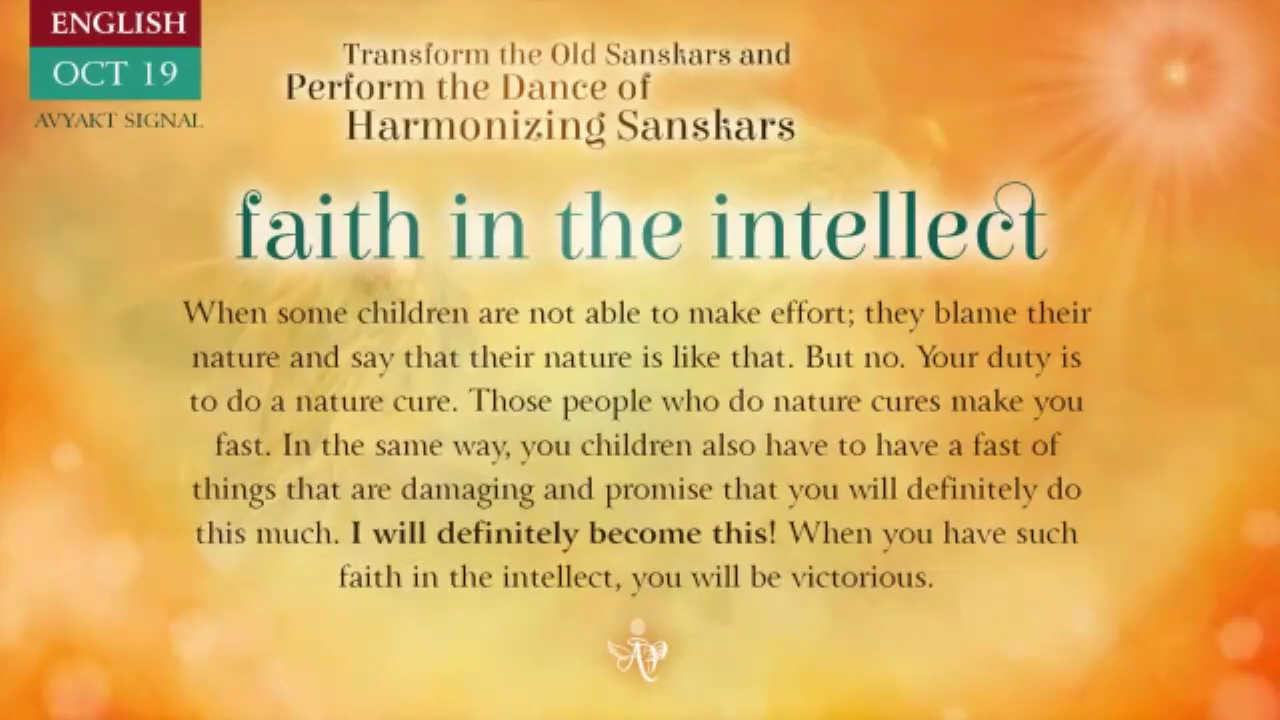 ENGLISH
OCT 19
AVYAKT SIGNAL
Transform the Old Sanskars and
Perform the Dance of
Harmonizing Sanskars
faith in the intellect
When some children are not able to make effort; they blame their
nature and say that their nature is like that. But no. Your duty is
to do a nature cure. Those people who do nature cures make you
fast. In the same way, you children also have to have a fast of
things that are damaging and promise that you will definitely do
this much. I will definitely become this! When you have such
faith in the intellect, you will be victorious.